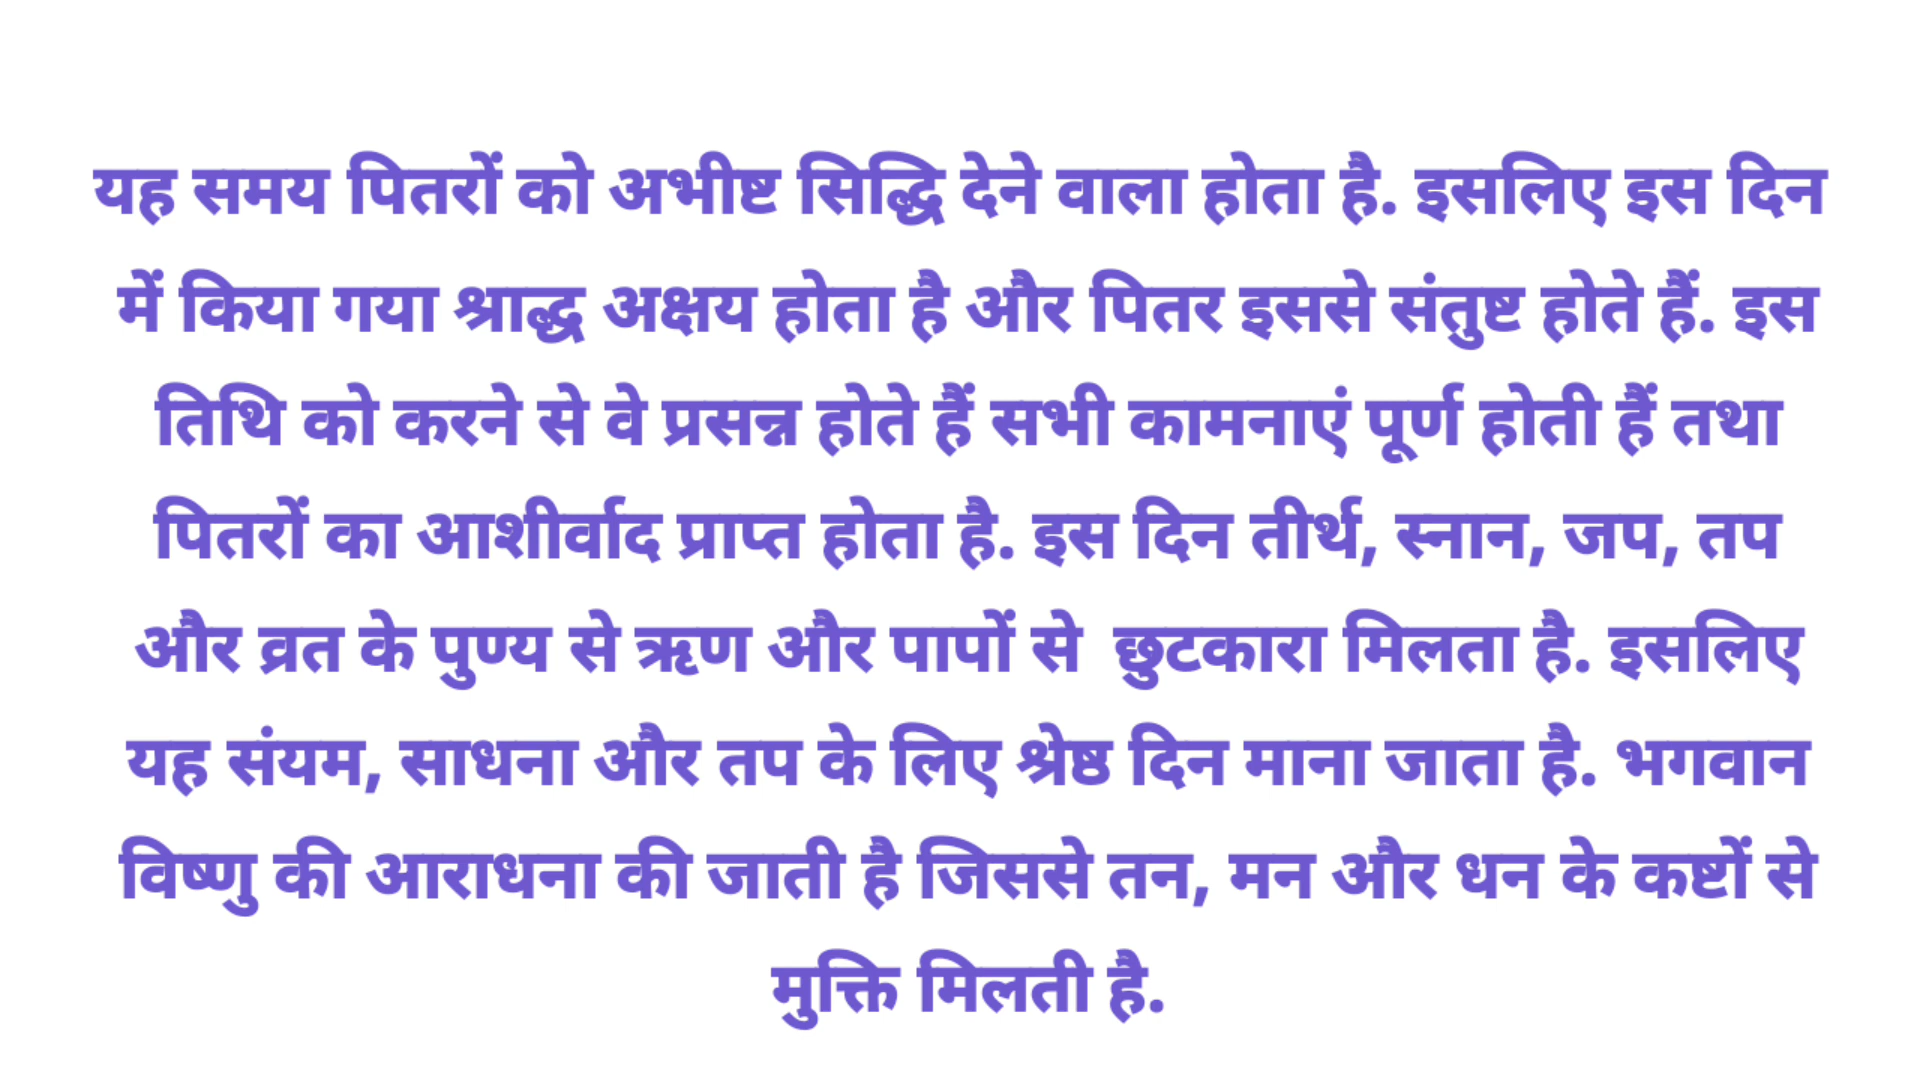 यह समय पितरों को अभीष्ट सिद्धि देने वाला होता है. इसलिए इस दिन
में किया गया श्राद्ध अक्षय होता है और पितर इससे संतुष्ट होते हैं. इस
तिथि को करने से वे प्रसन्न होते हैं सभी कामनाएं पूर्ण होती हैं तथा
पितरों का आशीर्वाद प्राप्त होता है. इस दिन तीर्थ, स्नान, जप, तप
और व्रत के पुण्य से ऋण और पापों से  छुटकारा मिलता है. इसलिए
यह संयम, साधना और तप के लिए श्रेष्ठ दिन माना जाता है. भगवान
विष्णु की आराधना की जाती है जिससे तन, मन और धन के कष्टों से
मुक्ति मिलती है.